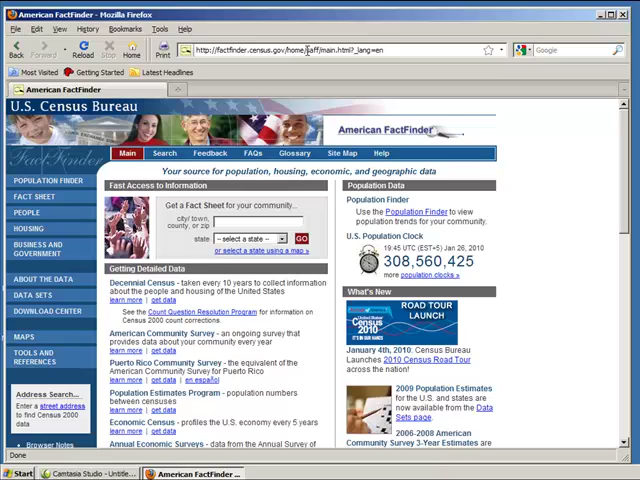 American FactFinder - Mozilla Firefox
File Edit View History Bookmarks Tools Help
Back Forward Reload Stop Home Print http://factfinder.census.gov/home/saff/main.html?_lang=en Google
Most Visited Getting Started Latest Headlines
American FactFinder
U.S. CENSUS BUREAU
American FactFinder
FactFinder
Main Search Feedback FAQs Glossary Site Map Help
Your source for population, housing, economic, and geographic data
POPULATION FINDER
FACT SHEET
PEOPLE
HOUSING
BUSINESS AND
GOVERNMENT
ABOUT THE DATA
DATA SETS
DOWNLOAD CENTER
MAPS
TOOLS AND
REFERENCES
Address Search...
Enter a street address
to find Census 2000
data
Browser Notes
Fast Access to Information
Get a Fact Sheet for your community...
city/ town,
county, or zip
state -- select a state -- GO
or select a state using a map »
Getting Detailed Data
Decennial Census - taken every 10 years to collect information
about the people and housing of the United States
learn more | get data
See the Count Question Resolution Program for information on
Census 2000 count corrections.
American Community Survey - an ongoing survey that
provides data about your community every year
learn more | get data
Puerto Rico Community Survey - the equivalent of the
American Community Survey for Puerto Rico
learn more | get data | en español
Population Estimates Program - population numbers
between censuses
learn more | get data
Economic Census - profiles the U.S. economy every 5 years
learn more | get data
Annual Economic Surveys - data from the Annual Survey of
Population Data
Population Finder
Use the Population Finder to view
population trends for your community.
U.S. Population Clock
19:45 UTC (EST+5) Jan 26, 2010
308,560,425
more population clocks »
What's New
United States Census 2010
ROAD TOUR
LAUNCH
January 4th, 2010. Census Bureau
Launches 2010 Census Road Tour
across the nation!
2009 Population Estimates
for the U.S. and states are
now available from the Data
Sets page.
2006-2008 American
Community Survey 3-Year Estimates are
Done
Start Camtasia Studio - Untitle... American FactFinder ...